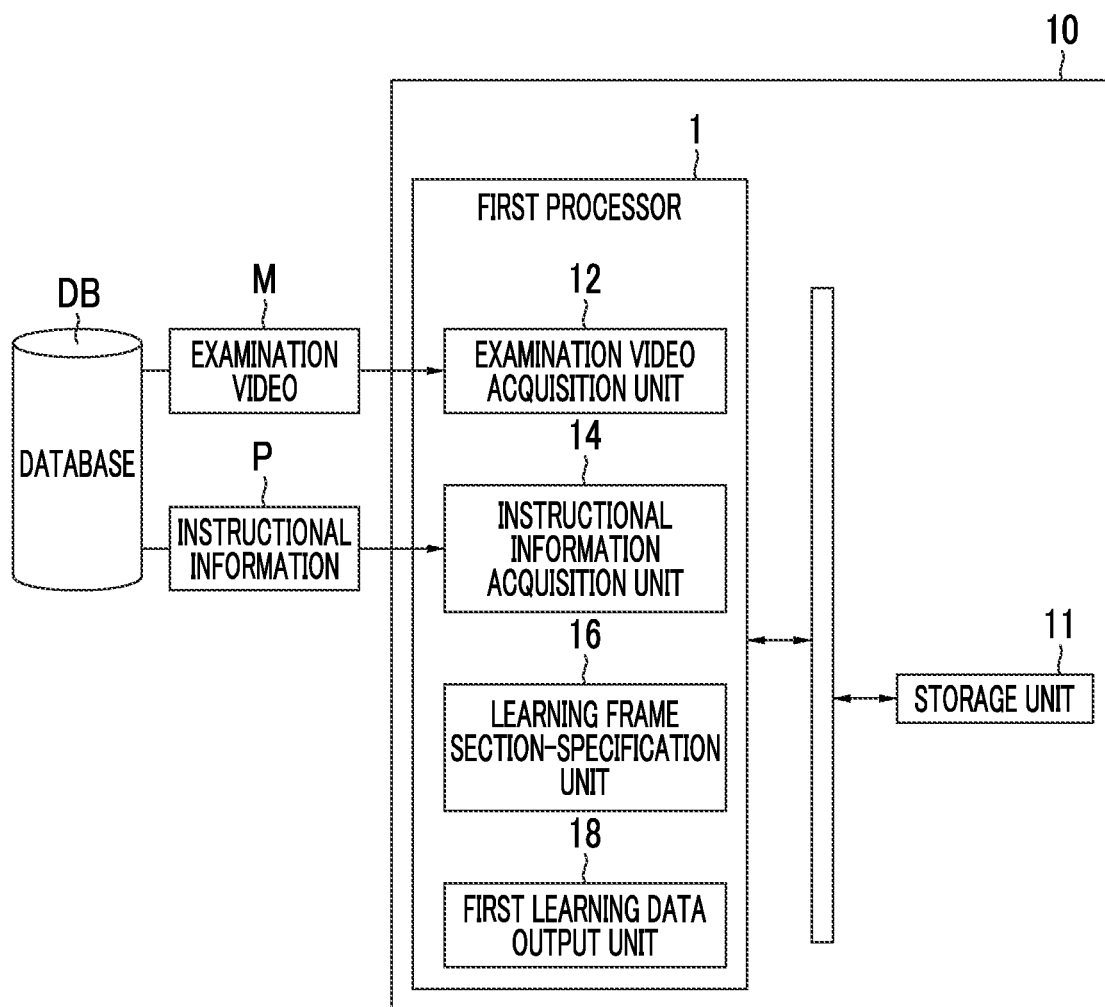 10
1
FIRST PROCESSOR
DB
M
12
EXAMINATION
VIDEO
EXAMINATION VIDEO
ACQUISITION UNIT
DATABASE
P
14
INSTRUCTIONAL
INFORMATION
INSTRUCTIONAL
INFORMATION
ACQUISITION UNIT
16
11
LEARNING FRAME
SECTION-SPECIFICATION
UNIT
STORAGE UNIT
18
FIRST LEARNING DATA
OUTPUT UNIT